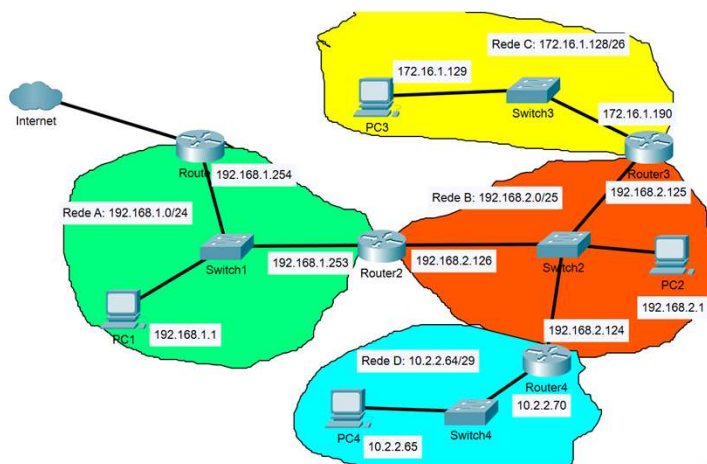 Rede C: 172.16.1.128/26
172.16.1.129
Internet
PC3
Switch3
172.16.1.190
Route
192.168.1.254
Router3
192.168.2.125
Rede A: 192.168.1.0/24
Rede B: 192.168.2.0/25
Switch1
192.168.1.253
Router2
192.168.2.126
Switch2
PC2
192.168.2.1
PC1
192.168.1.1
192.168.2.124
Rede D: 10.2.2.64/29
Router4
10.2.2.70
PC4
10.2.2.65
Switch4